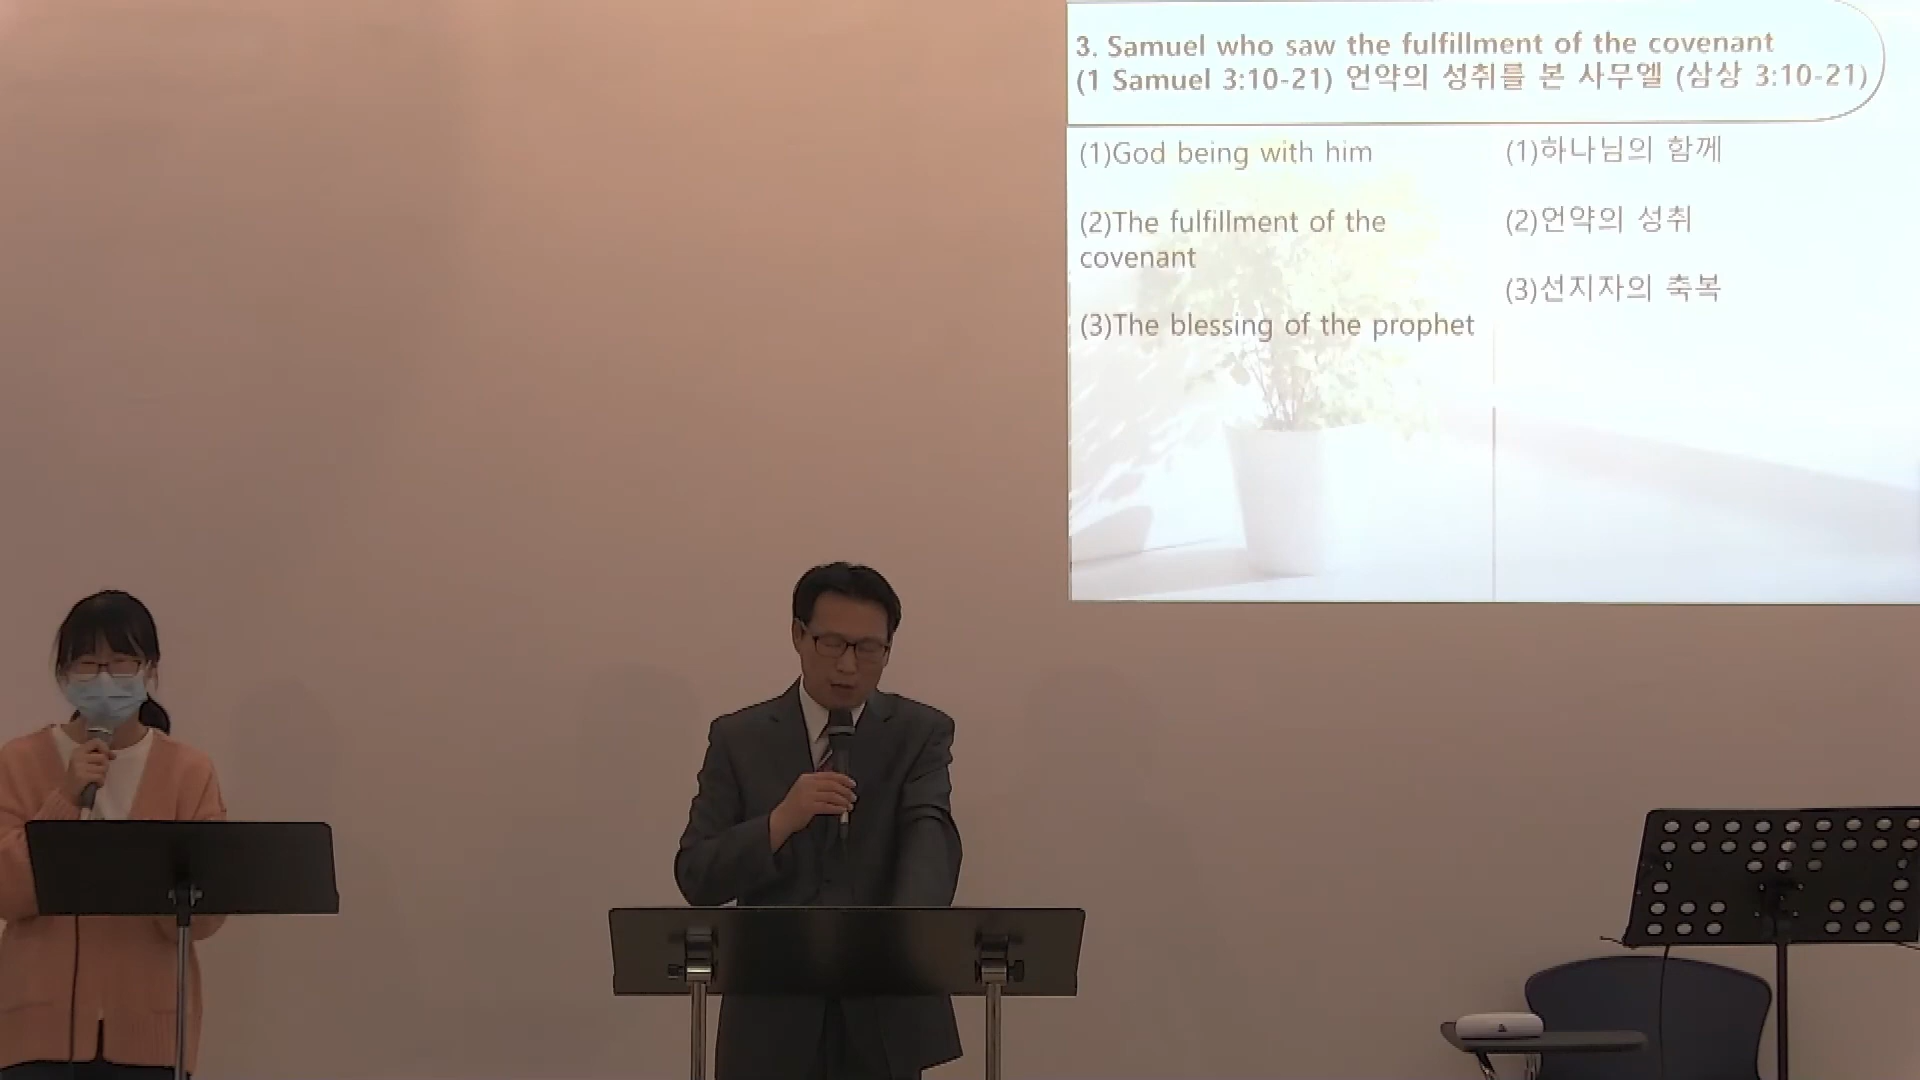 3. Samuel who saw the fulfillment of the covenant
(1 Samuel 3:10-21) 언약의 성취를 본 사무엘 (삼상 3:10-21)
(1)God being with him
(2)The fulfillment of the
covenant
(3)The blessing of the prophet
(1)하나님의 함께
(2)언약의 성취
(3)선지자의 축복